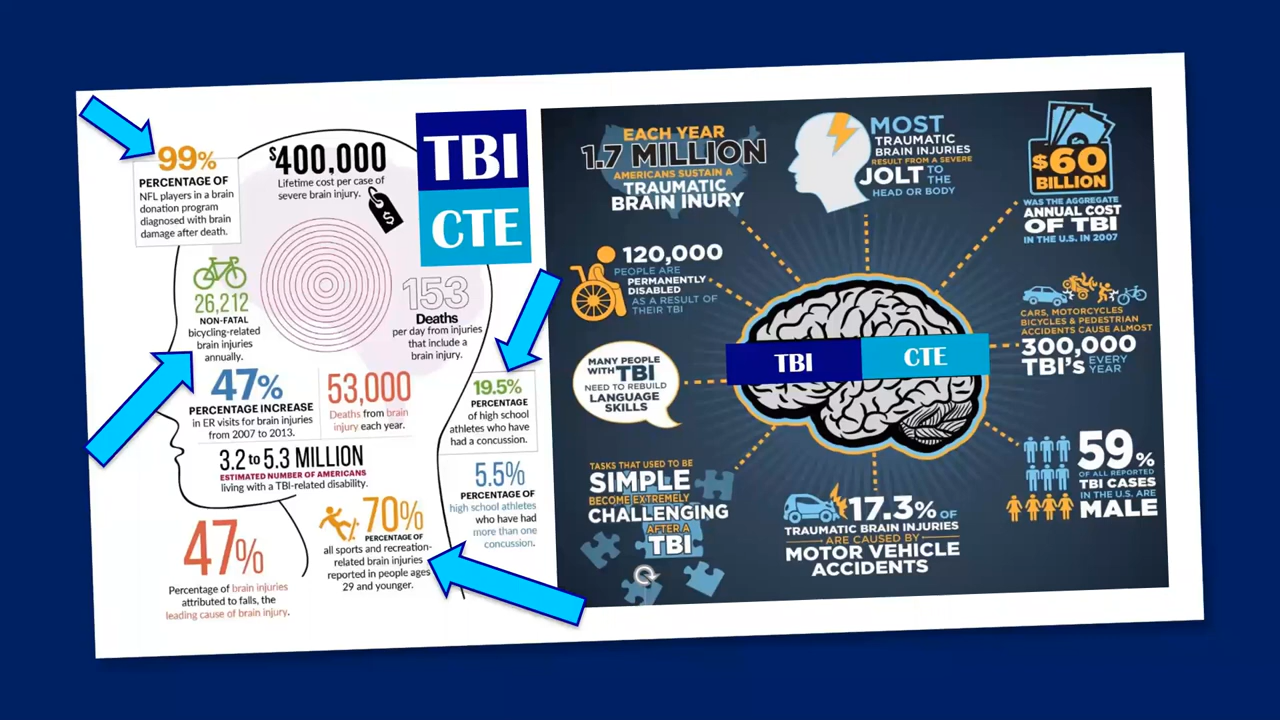 99%
PERCENTAGE OF
NFL players in a brain
donation program
diagnosed with brain
damage after death.
$400,000
Lifetime cost per case of
severe brain injury.
$
TBI
CTE
26,212
NON-FATAL
bicycling-related
brain injuries
annually.
153
Deaths
per day from injuries
that include a
brain injury.
47%
PERCENTAGE INCREASE
in ER visits for brain injuries
from 2007 to 2013.
53,000
Deaths from brain
injury each year.
19.5%
PERCENTAGE
of high school
athletes who have
had a concussion.
3.2 to 5.3 MILLION
ESTIMATED NUMBER OF AMERICANS
living with a TBI-related disability.
5.5%
PERCENTAGE OF
high school athletes
who have had
more than one
concussion.
47%
Percentage of brain injuries
attributed to falls, the
leading cause of brain injury.
70%
PERCENTAGE OF
all sports and recreation-
related brain injuries
reported in people ages
29 and younger.
EACH YEAR
1.7 MILLION
AMERICANS SUSTAIN A
TRAUMATIC
BRAIN INURY
MOST
TRAUMATIC
BRAIN INJURIES
RESULT FROM A SEVERE
JOLT TO
THE
HEAD OR BODY
$60
BILLION
WAS THE AGGREGATE
ANNUAL COST
OF TBI
IN THE U.S. IN 2007
120,000
PEOPLE ARE
PERMANENTLY
DISABLED
AS A RESULT OF
THEIR TBI
CARS, MOTORCYCLES
BICYCLES & PEDESTRIAN
ACCIDENTS CAUSE ALMOST
300,000
TBI'S EVERY
YEAR
TBI
CTE
MANY PEOPLE
WITH TBI
NEED TO REBUILD
LANGUAGE
SKILLS
59%
OF ALL REPORTED
TBI CASES
IN THE U.S. ARE
MALE
TASKS THAT USED TO BE
SIMPLE
BECOME EXTREMELY
CHALLENGING
AFTER A
TBI
17.3% OF
TRAUMATIC BRAIN INJURIES
ARE CAUSED BY
MOTOR VEHICLE
ACCIDENTS